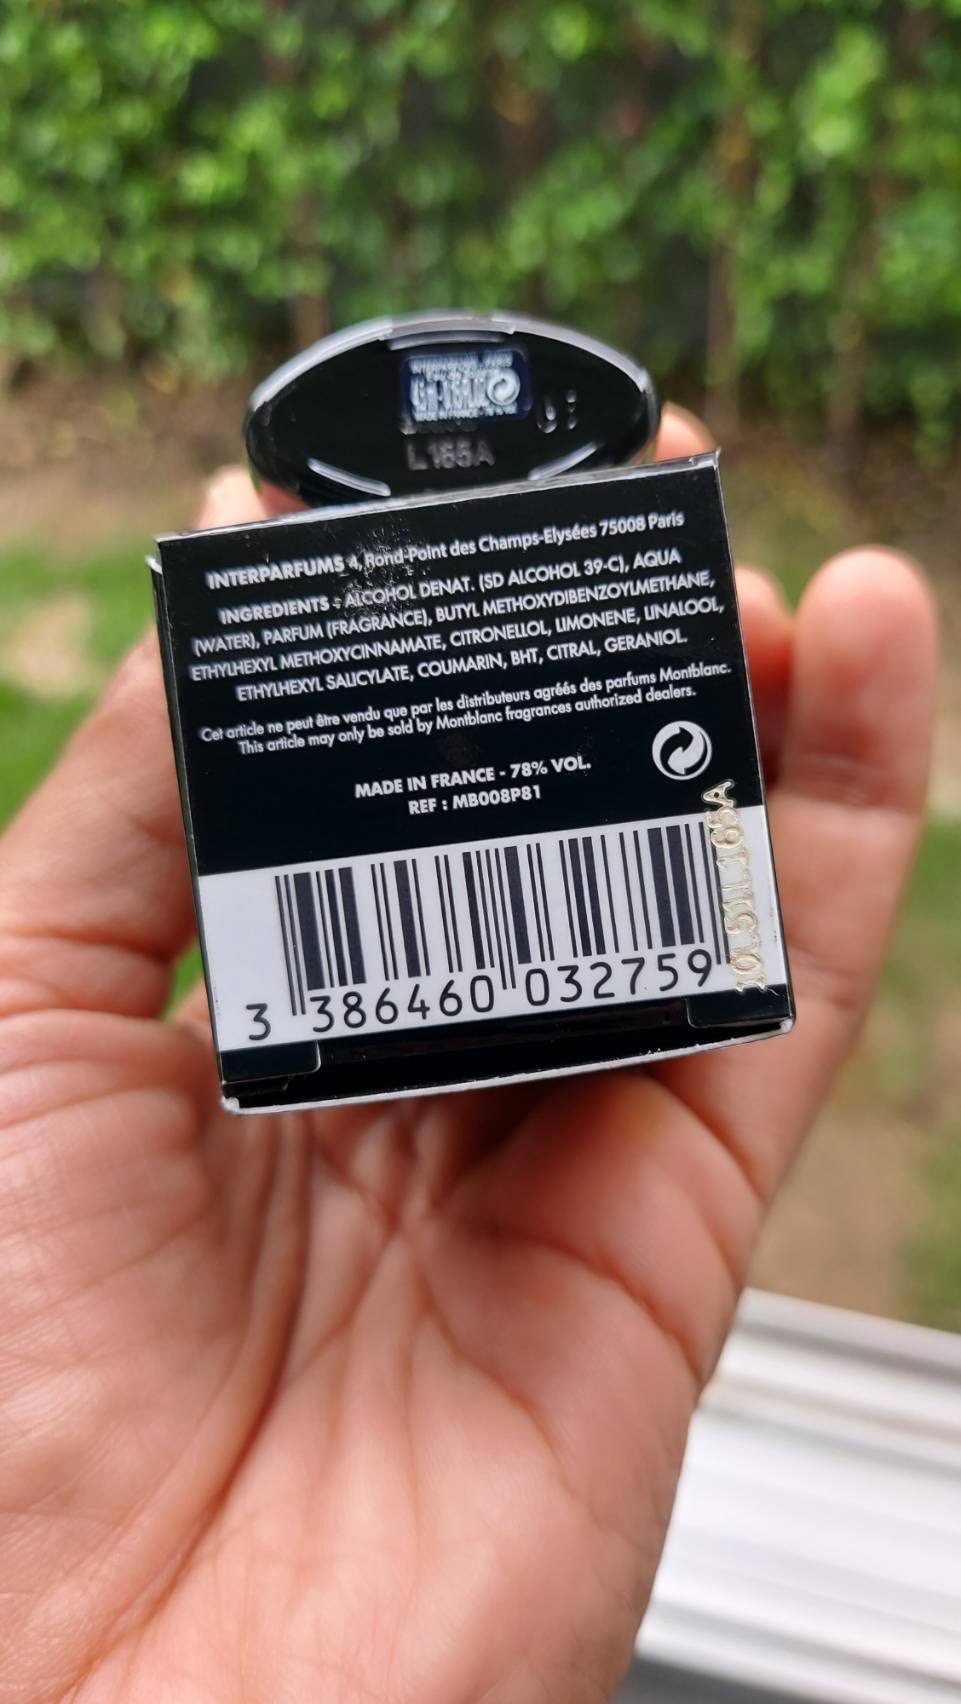 L165A
INTERPARFUMS 4, Rond-Point des Champs-Elysées 75008 Paris
INGREDIENTS : ALCOHOL DENAT. (SD ALCOHOL 39-C), AQUA
(WATER), PARFUM (FRAGRANCE), BUTYL METHOXYDIBENZOYLMETHANE,
ETHYLHEXYL METHOXYCINNAMATE, CITRONELLOL, LIMONENE, LINALOOL,
ETHYLHEXYL SALICYLATE, COUMARIN, BHT, CITRAL, GERANIOL.
Cet article ne peut être vendu que par les distributeurs agréés des parfums Montblanc.
This article may only be sold by Montblanc fragrances authorized dealers.
MADE IN FRANCE - 78% VOL.
REF : MB008P81
3 386460 032759